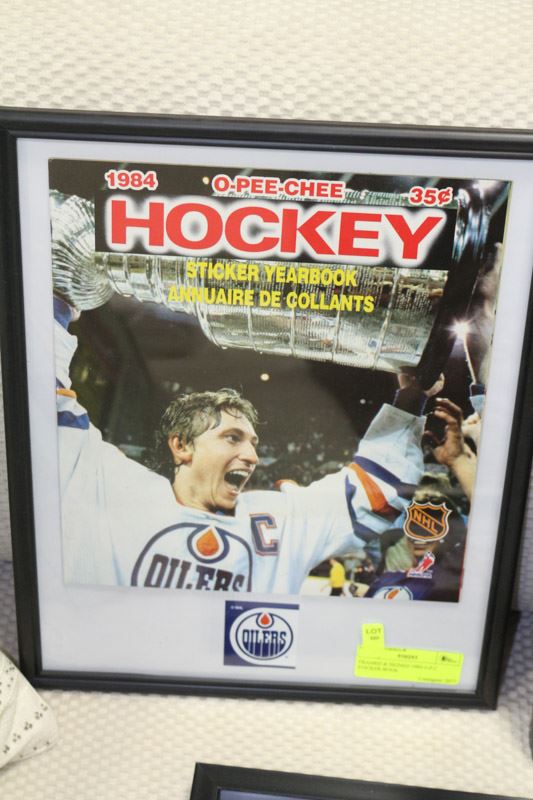 1984
O-PEE-CHEE
35¢
HOCKEY
STICKER YEARBOOK
ANNUAIRE DE COLLANTS
C
NHL
OILERS
OILERS
LOT